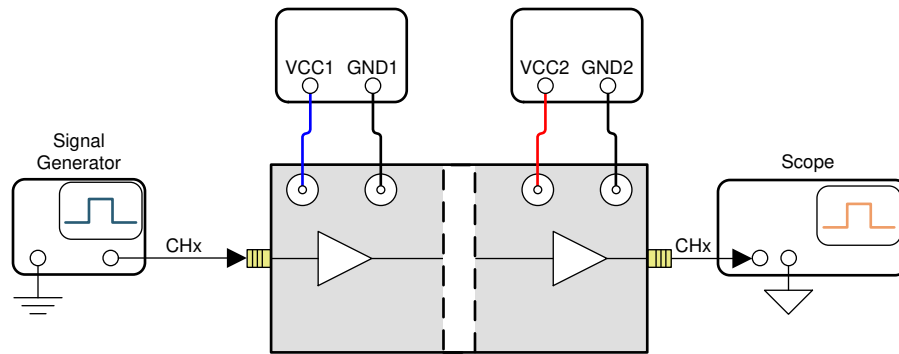 VCC1 GND1
VCC2 GND2
Signal
Generator
Scope
CHx
CHx